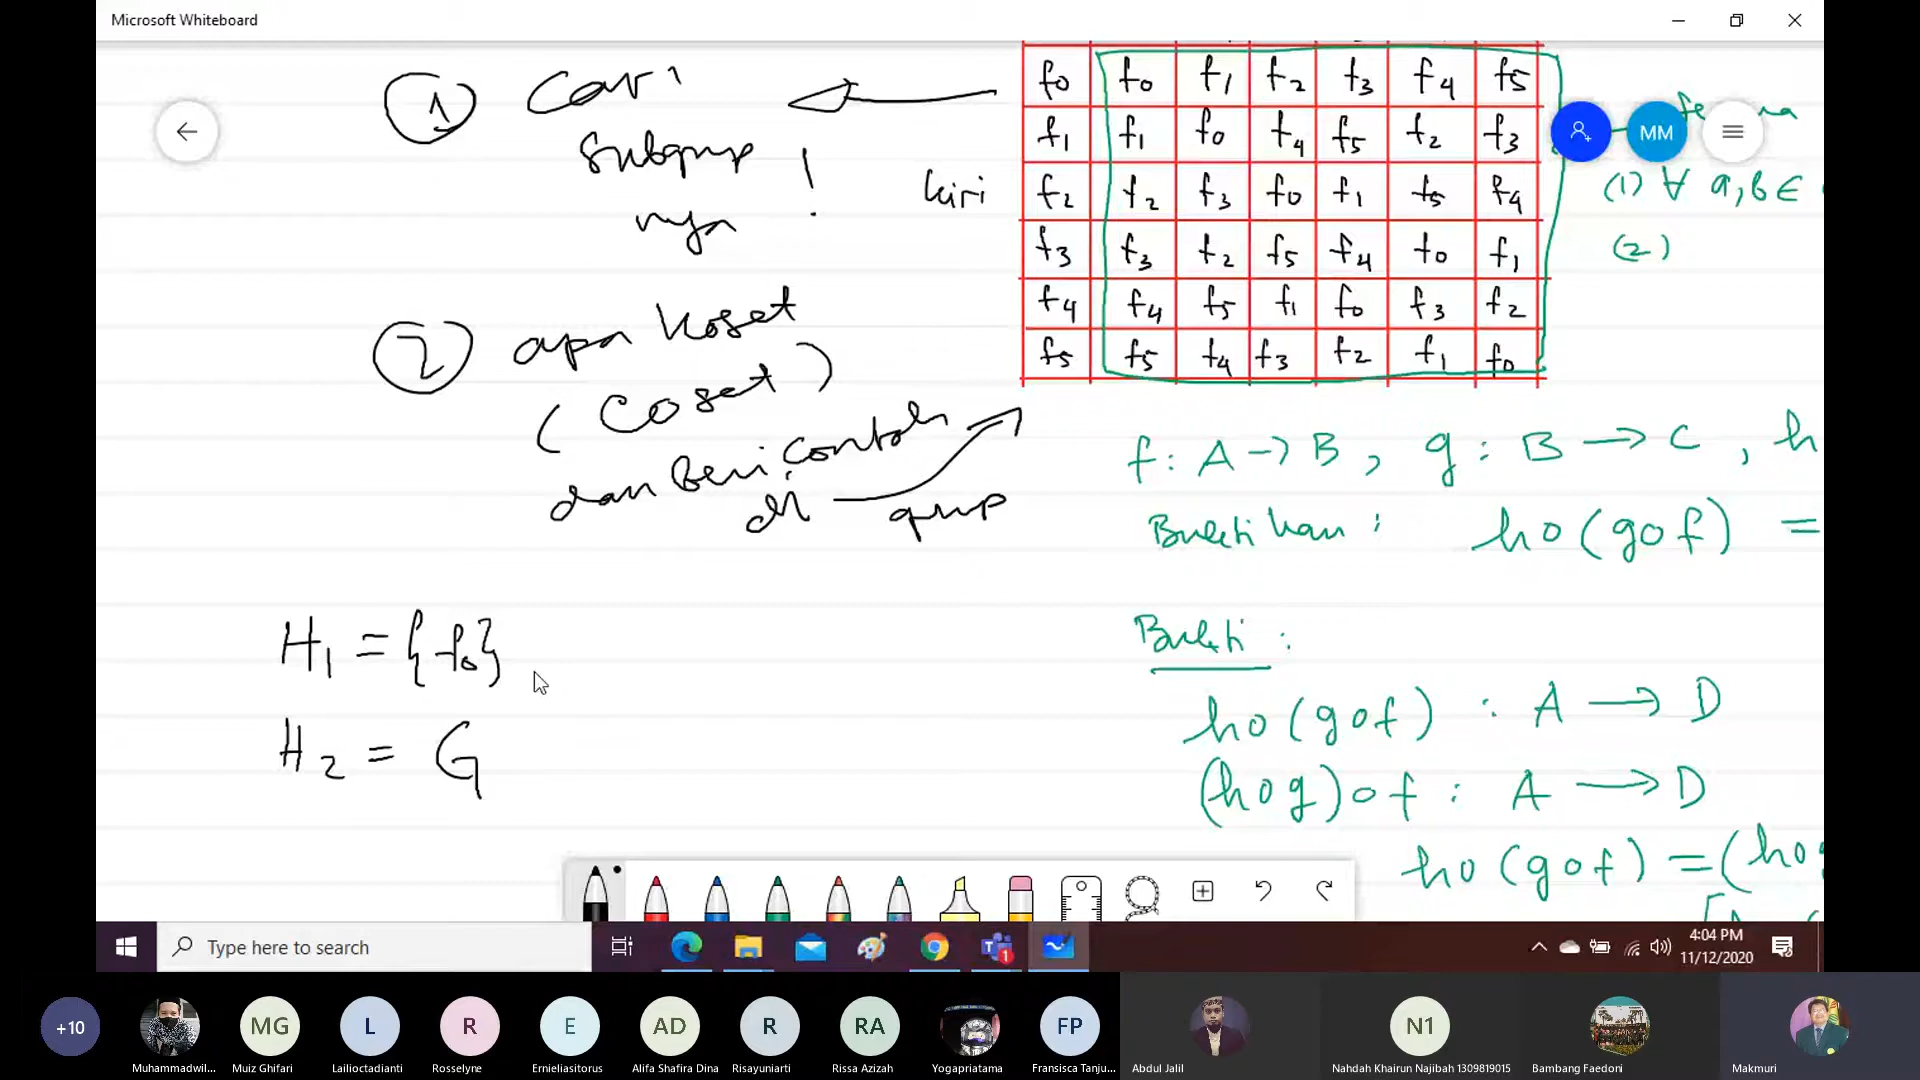 Microsoft Whiteboard
1 Cari
subgrup
nya !
kiri
f0 f0 f1 f2 f3 f4 f5
f1 f1 f0 f4 f5 f2 f3
f2 f2 f3 f0 f1 f5 f4
f3 f3 f2 f5 f4 f0 f1
f4 f4 f5 f1 f0 f3 f2
f5 f5 f4 f3 f2 f1 f0
MM
(1) ∀ a,b ∈
(2)
2 apa koset
(Coset)
dan Beri contoh
di grup
f : A → B , g : B → C , h
Buktikan : ho(gof) =
H1 = {f0}
H2 = G
Bukti :
ho(gof) : A → D
(hog)of : A → D
ho(gof) = (ho
Type here to search
1
4:04 PM
11/12/2020
+10
MG
L
R
E
AD
R
RA
FP
N1
Muhammadwil...
Muiz Ghifari
Lailioctadianti
Rosselyne
Ernieliasitorus
Alifa Shafira Dina
Risayuniarti
Rissa Azizah
Yogapriatama
Fransisca Tanju...
Abdul Jalil
Nahdah Khairun Najibah 1309819015
Bambang Faedoni
Makmuri